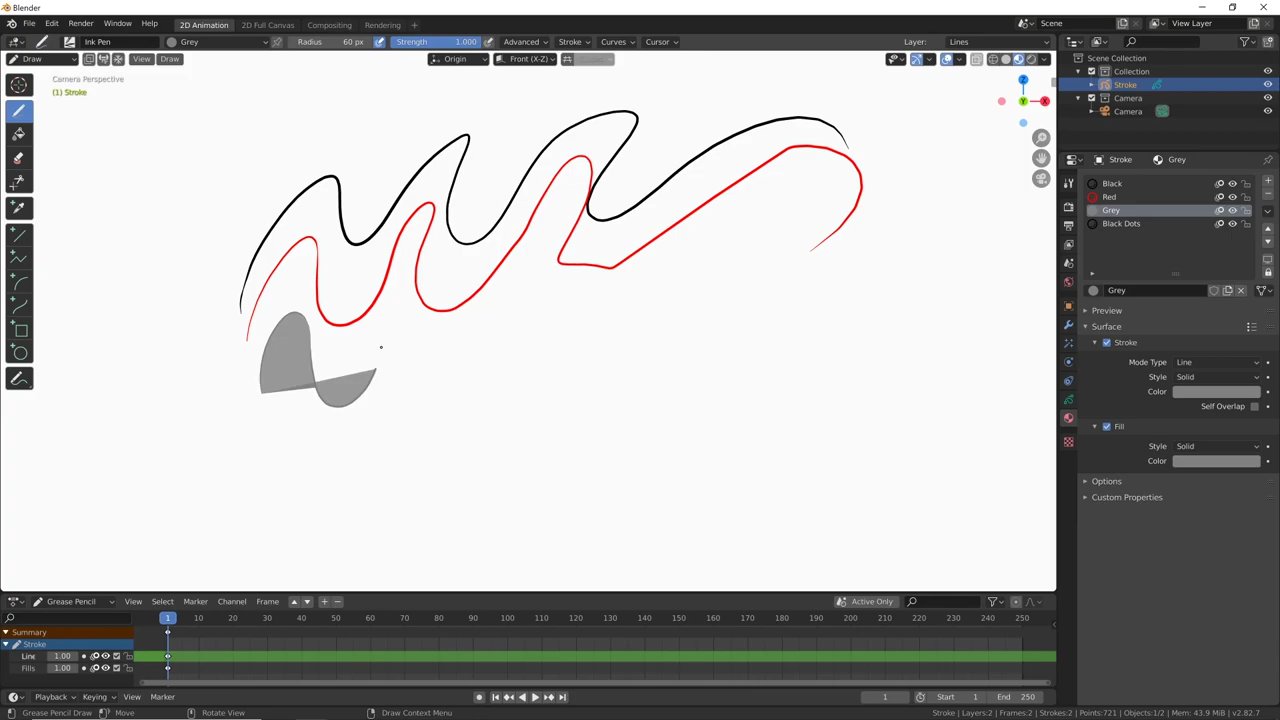 Blender
File Edit Render Window Help 2D Animation 2D Full Canvas Compositing Rendering + Scene View Layer
Ink Pen Grey Radius 60 px Strength 1.000 Advanced Stroke Curves Cursor Layer: Lines
Draw View Draw Origin Front (X-Z)
Camera Perspective
(1) Stroke
Z
Y X
Scene Collection
Collection
Stroke
Camera
Camera
Stroke Grey
Black
Red
Grey
Black Dots
Grey
Preview
Surface
Stroke
Mode Type Line
Style Solid
Color
Self Overlap
Fill
Style Solid
Color
Options
Custom Properties
Grease Pencil View Select Marker Channel Frame Active Only
1 10 20 30 40 50 60 70 80 90 100 110 120 130 140 150 160 170 180 190 200 210 220 230 240 250
Summary
Stroke
Line 1.00
Fills 1.00
Playback Keying View Marker 1 Start 1 End 250
Grease Pencil Draw Move Rotate View Draw Context Menu Stroke | Layers:2 | Frames:2 | Strokes:2 | Points:721 | Objects:1/2 | Mem: 43.9 MiB | v2.82.7